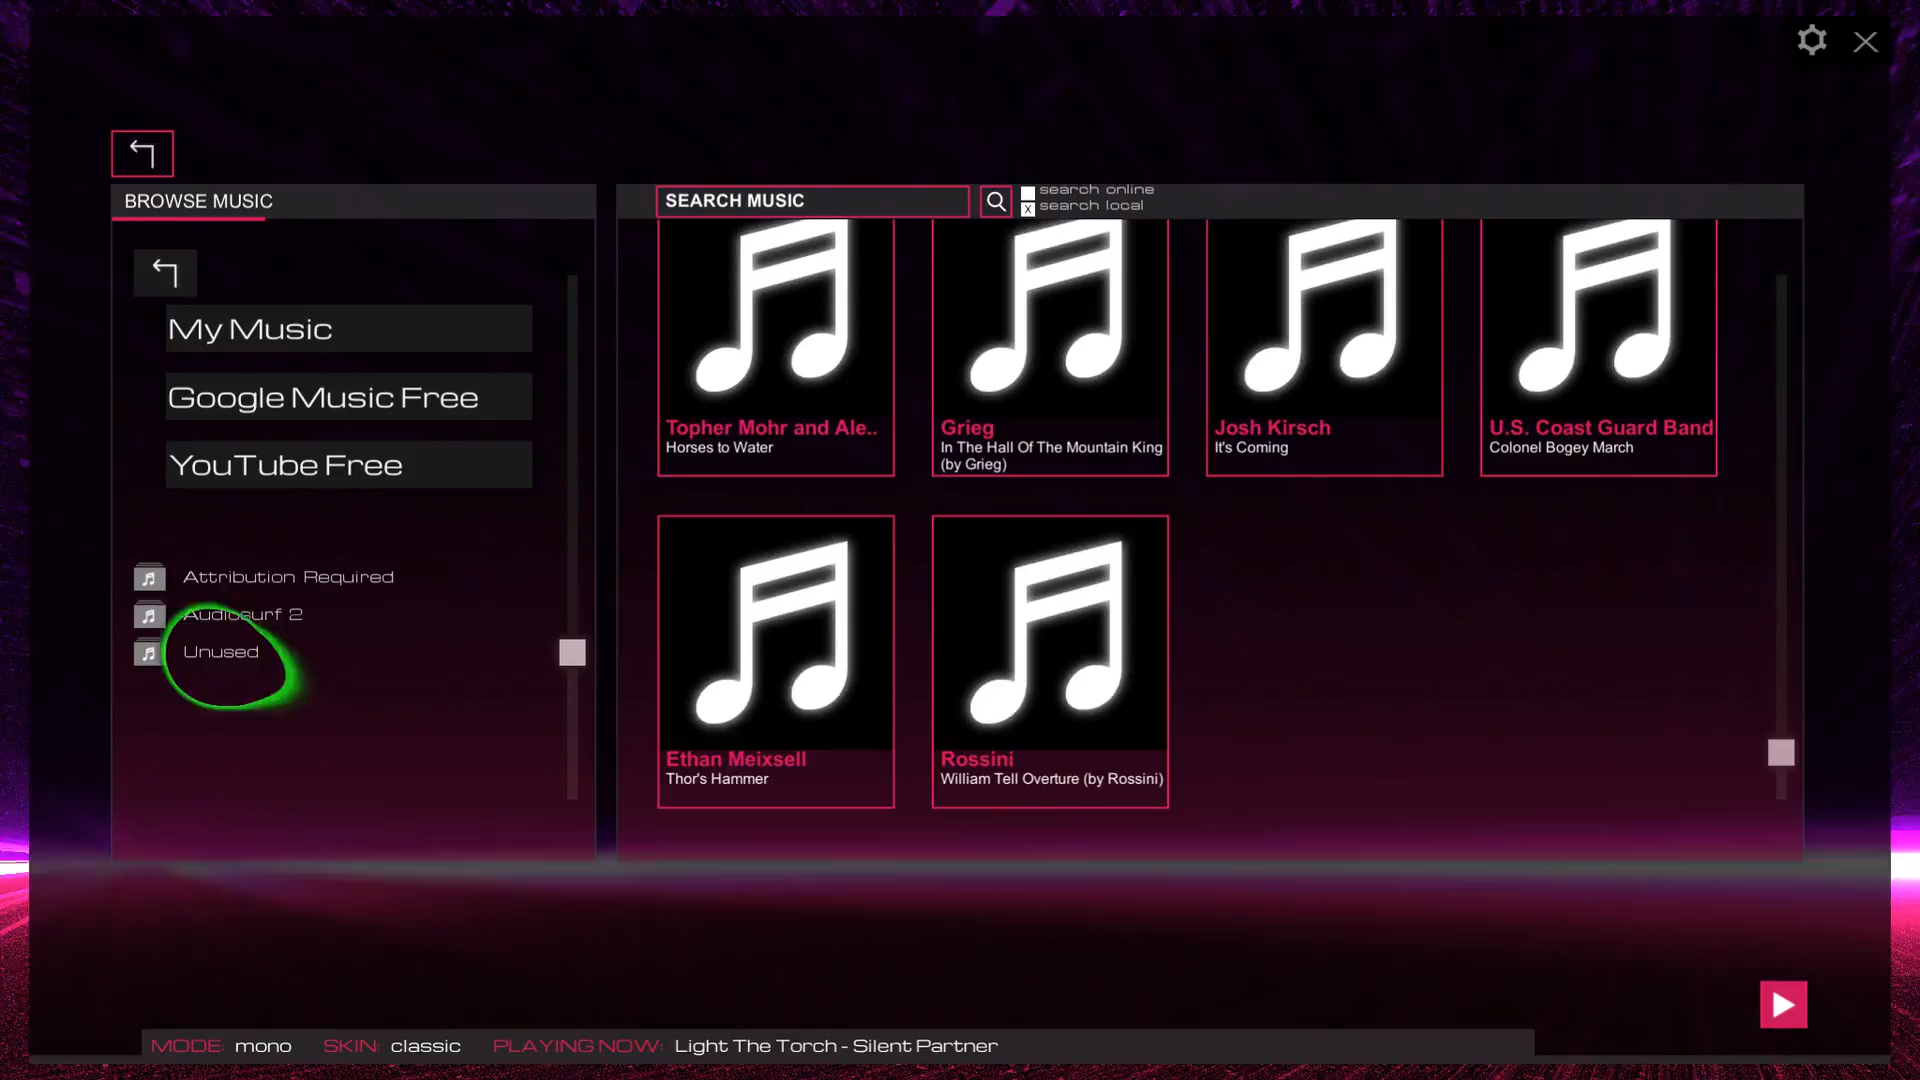 BROWSE MUSIC
SEARCH MUSIC
search online
x search local
My Music
Google Music Free
YouTube Free
Attribution Required
Audiosurf 2
Unused
Topher Mohr and Ale..
Horses to Water
Grieg
In The Hall Of The Mountain King
(by Grieg)
Josh Kirsch
It's Coming
U.S. Coast Guard Band
Colonel Bogey March
Ethan Meixsell
Thor's Hammer
Rossini
William Tell Overture (by Rossini)
MODE: mono SKIN: classic PLAYING NOW: Light The Torch - Silent Partner